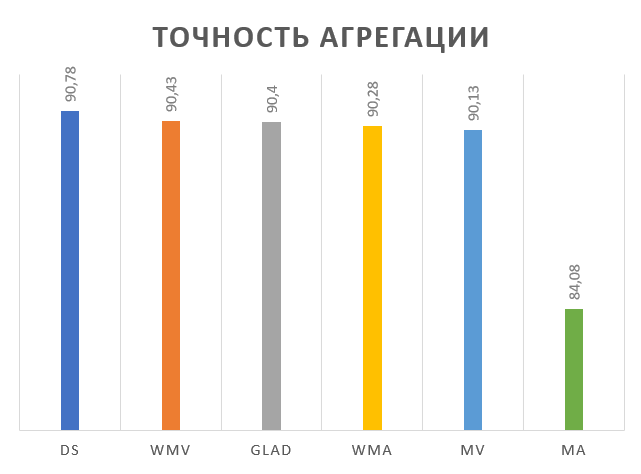 ТОЧНОСТЬ АГРЕГАЦИИ
90,78
90,43
90,4
90,28
90,13
84,08
DS
WMV
GLAD
WMA
MV
MA